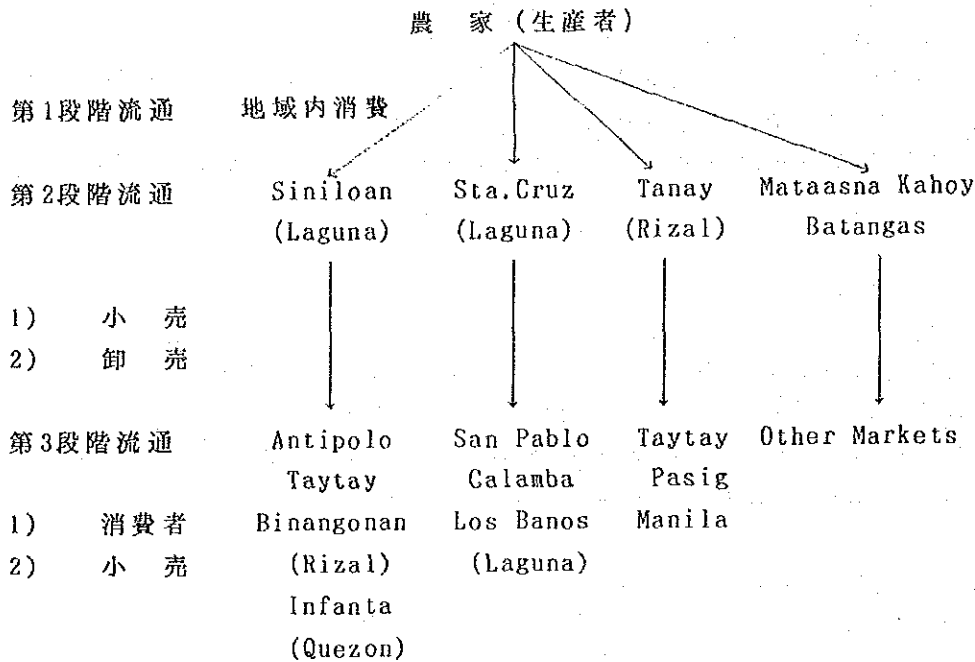 農 家 (生産者)
第1段階流通 地域内消費
第2段階流通 Siniloan Sta.Cruz Tanay Mataasna Kahoy
(Laguna) (Laguna) (Rizal) Batangas
1) 小 売
2) 卸 売
第3段階流通 Antipolo San Pablo Taytay Other Markets
Taytay Calamba Pasig
1) 消費者 Binangonan Los Banos Manila
2) 小 売 (Rizal) (Laguna)
Infanta
(Quezon)